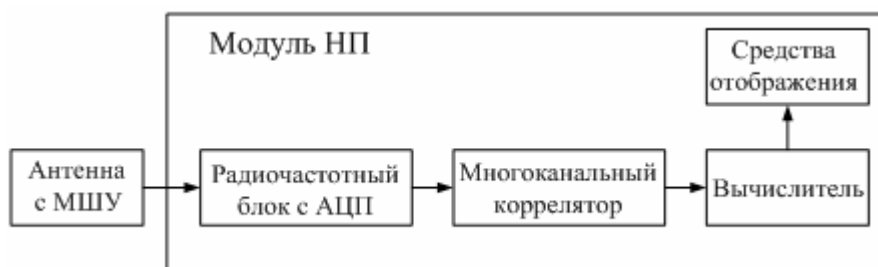 Модуль НП
Средства
отображения
Антенна
с МШУ
Радиочастотный
блок с АЦП
Многоканальный
коррелятор
Вычислитель